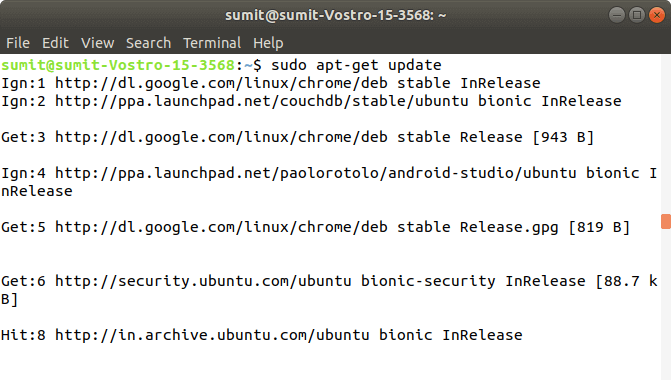 sumit@sumit-Vostro-15-3568: ~
File Edit View Search Terminal Help
sumit@sumit-Vostro-15-3568:~$ sudo apt-get update
Ign:1 http://dl.google.com/linux/chrome/deb stable InRelease
Ign:2 http://ppa.launchpad.net/couchdb/stable/ubuntu bionic InRelease
Get:3 http://dl.google.com/linux/chrome/deb stable Release [943 B]
Ign:4 http://ppa.launchpad.net/paolorotolo/android-studio/ubuntu bionic I
nRelease
Get:5 http://dl.google.com/linux/chrome/deb stable Release.gpg [819 B]
Get:6 http://security.ubuntu.com/ubuntu bionic-security InRelease [88.7 k
B]
Hit:8 http://in.archive.ubuntu.com/ubuntu bionic InRelease